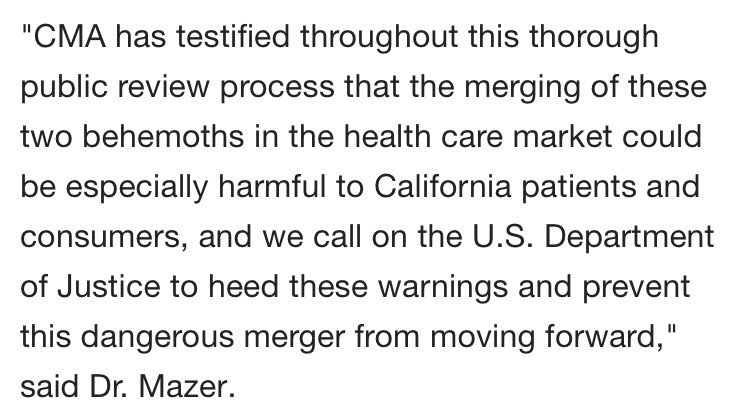 "CMA has testified throughout this thorough
public review process that the merging of these
two behemoths in the health care market could
be especially harmful to California patients and
consumers, and we call on the U.S. Department
of Justice to heed these warnings and prevent
this dangerous merger from moving forward,"
said Dr. Mazer.